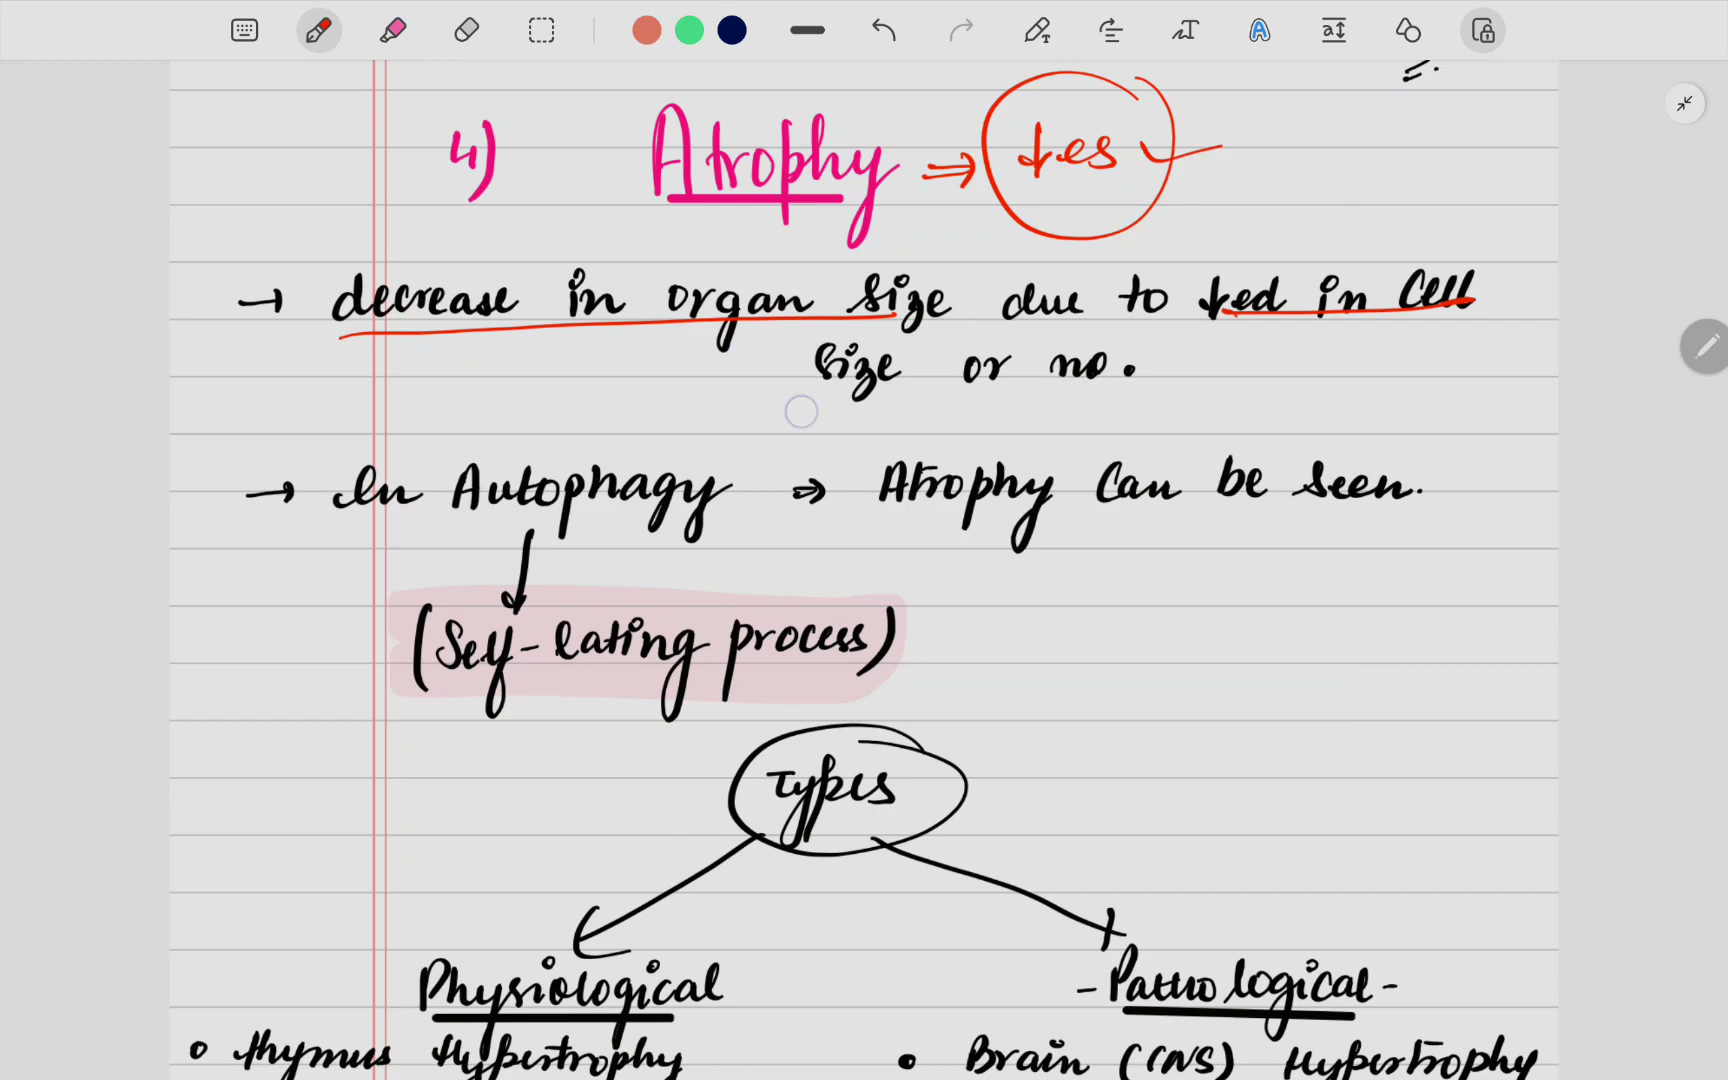 4) Atrophy ⇒ ↓es
→ decrease in organ size due to ↓ed in Cell
size or no.
→ In Autophagy ⇒ Atrophy Can be seen.
↓
(Self-eating process)
Types
Physiological -Pathological-
• Thymus Hypertrophy • Brain (CNS) Hypertrophy